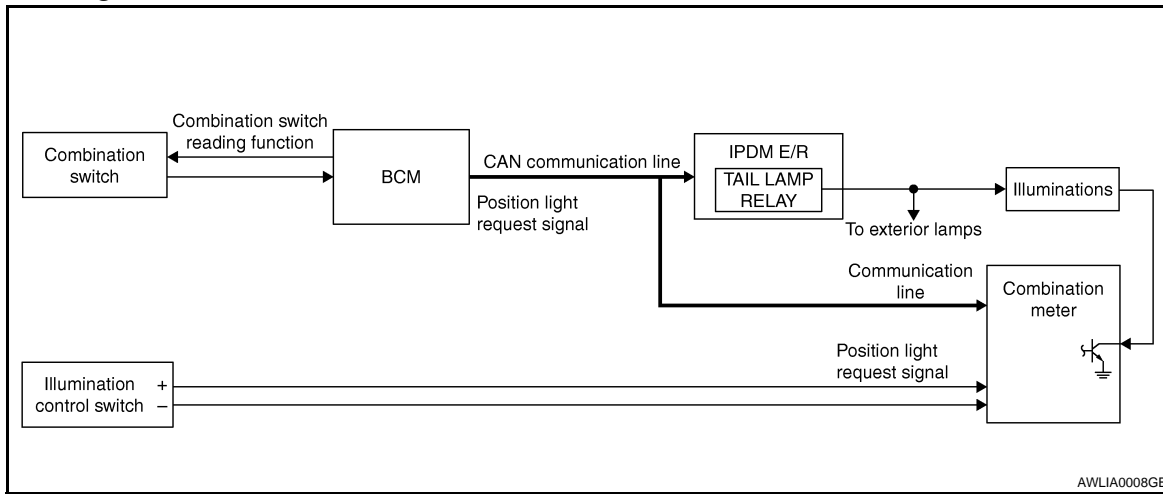 Combination switch
reading function
Combination
switch
BCM
CAN communication line
Position light
request signal
IPDM E/R
TAIL LAMP
RELAY
Illuminations
To exterior lamps
Communication
line
Combination
meter
Position light
request signal
Illumination +
control switch –
AWLIA0008GB